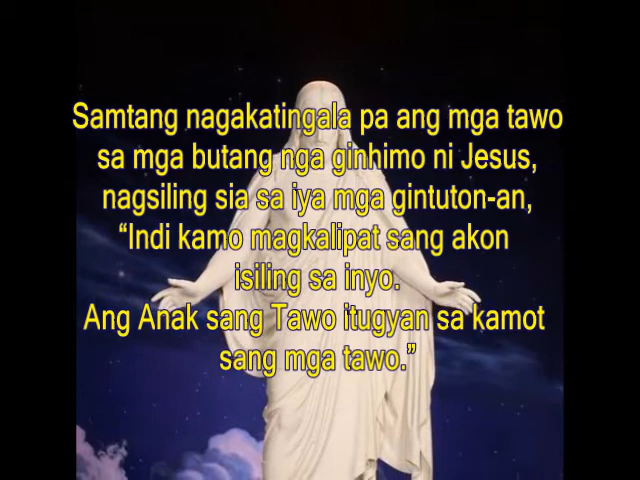 Samtang nagakatingala pa ang mga tawo
sa mga butang nga ginhimo ni Jesus,
nagsiling sia sa iya mga gintuton-an,
“Indi kamo magkalipat sang akon
isiling sa inyo.
Ang Anak sang Tawo itugyan sa kamot
sang mga tawo.”